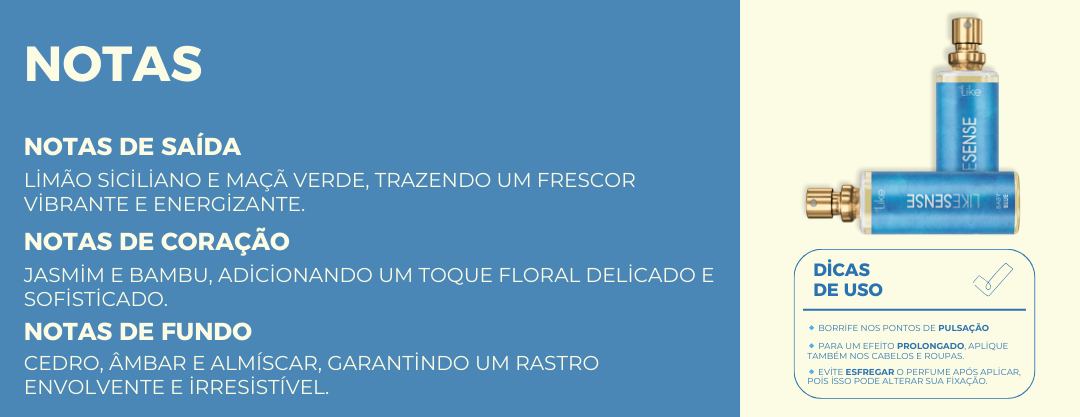 NOTAS
NOTAS DE SAÍDA
LİMÃO SİCİLİANO E MAÇÃ VERDE, TRAZENDO UM FRESCOR
VİBRANTE E ENERGİZANTE.
NOTAS DE CORAÇÃO
JASMİM E BAMBU, ADİCİONANDO UM TOQUE FLORAL DELİCADO E
SOFİSTİCADO.
NOTAS DE FUNDO
CEDRO, ÂMBAR E ALMÍSCAR, GARANTİNDO UM RASTRO
ENVOLVENTE E İRRESİSTÍVEL.
Like
ESENSE
Like
LIKESENSE
BLUE
DİCAS
DE USO
BORRİFE NOS PONTOS DE PULSAÇÃO
PARA UM EFEİTO PROLONGADO, APLİQUE
TAMBÉM NOS CABELOS E ROUPAS.
EVİTE ESFREGAR O PERFUME APÓS APLİCAR,
POİS İSSO PODE ALTERAR SUA FİXAÇÃO.